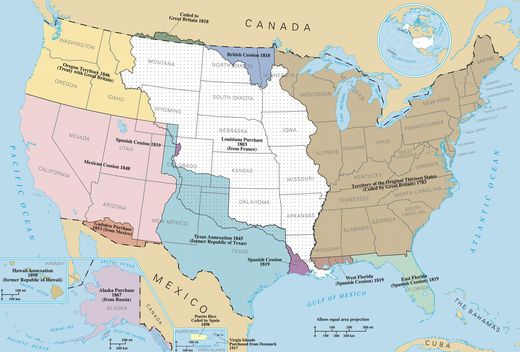 Ceded to
Great Britain 1818
CANADA
WASHINGTON
MONTANA
NORTH DAKOTA
British Cession 1818
MINNESOTA
MAINE
Oregon Territory 1846
(Treaty with Great Britain)
OREGON
IDAHO
WISCONSIN
SOUTH DAKOTA
NEW YORK
WYOMING
IOWA
PENNSYLVANIA
NEBRASKA
ILLINOIS
INDIANA
OHIO
NEVADA
UTAH
Spanish Cession 1819
Louisiana Purchase
1803
(from France)
VIRGINIA
Mexican Cession 1848
COLORADO
KANSAS
MISSOURI
KENTUCKY
CALIFORNIA
Territory of the Original Thirteen States
(Ceded by Great Britain) 1783
TENNESSEE
NORTH CAROLINA
ARIZONA
OKLAHOMA
ARKANSAS
SOUTH CAROLINA
NEW MEXICO
MISSISSIPPI
ALABAMA
GEORGIA
Gadsden Purchase
1853 (from Mexico)
Texas Annexation 1845
(former Republic of Texas)
TEXAS
Spanish Cession
1819
West Florida
(Spanish Cession) 1819
East Florida
(Spanish Cession) 1819
PACIFIC OCEAN
ATLANTIC OCEAN
GULF OF MEXICO
MEXICO
THE BAHAMAS
CUBA
HAWAII
Hawaii Annexation
1898
(former Republic of Hawaii)
Alaska Purchase
1867
(from Russia)
CANADA
Puerto Rico
Ceded by Spain
1898
Virgin Islands
Purchased from Denmark
1917
Albers equal area projection